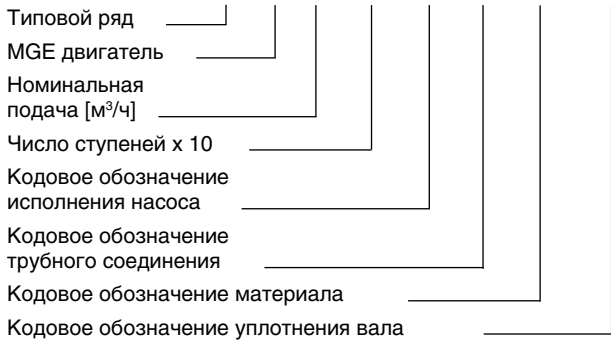 Типовой ряд
MGE двигатель
Номинальная
подача [м³/ч]
Число ступеней x 10
Кодовое обозначение
исполнения насоса
Кодовое обозначение
трубного соединения
Кодовое обозначение материала
Кодовое обозначение уплотнения вала